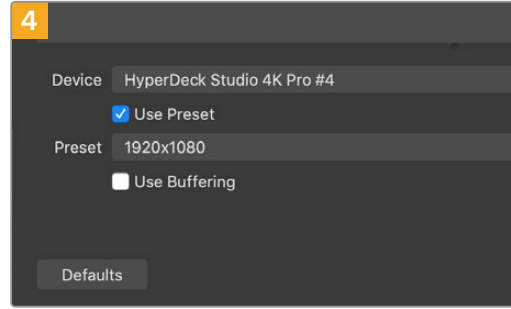 4
Device HyperDeck Studio 4K Pro #4
Use Preset
Preset 1920x1080
Use Buffering
Defaults